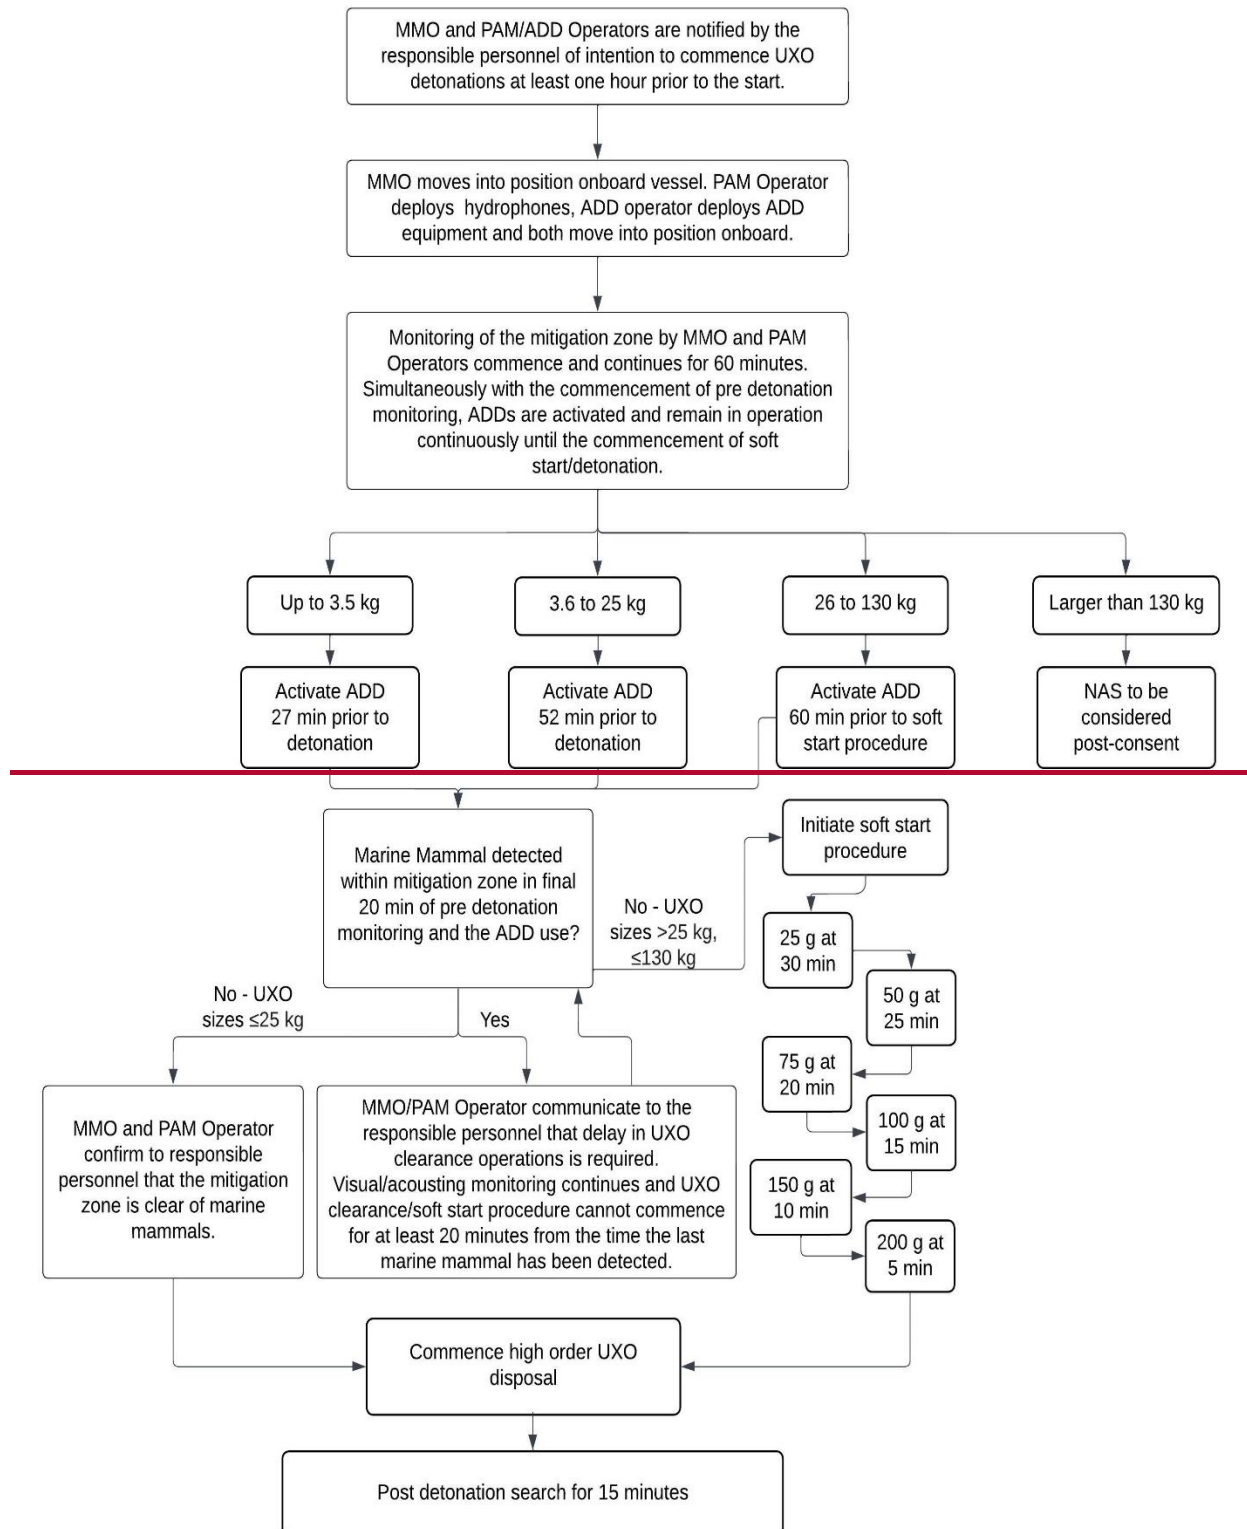 MMO and PAM/ADD Operators are notified by the
responsible personnel of intention to commence UXO
detonations at least one hour prior to the start.
MMO moves into position onboard vessel. PAM Operator
deploys hydrophones, ADD operator deploys ADD
equipment and both move into position onboard.
Monitoring of the mitigation zone by MMO and PAM
Operators commence and continues for 60 minutes.
Simultaneously with the commencement of pre detonation
monitoring, ADDs are activated and remain in operation
continuously until the commencement of soft
start/detonation.
Up to 3.5 kg
3.6 to 25 kg
26 to 130 kg
Larger than 130 kg
Activate ADD
27 min prior to
detonation
Activate ADD
52 min prior to
detonation
Activate ADD
60 min prior to soft
start procedure
NAS to be
considered
post-consent
Marine Mammal detected
within mitigation zone in final
20 min of pre detonation
monitoring and the ADD use?
No - UXO
sizes >25 kg,
≤130 kg
Initiate soft start
procedure
25 g at
30 min
50 g at
25 min
75 g at
20 min
100 g at
15 min
150 g at
10 min
200 g at
5 min
No - UXO
sizes ≤25 kg
Yes
MMO and PAM Operator
confirm to responsible
personnel that the mitigation
zone is clear of marine
mammals.
MMO/PAM Operator communicate to the
responsible personnel that delay in UXO
clearance operations is required.
Visual/acousting monitoring continues and UXO
clearance/soft start procedure cannot commence
for at least 20 minutes from the time the last
marine mammal has been detected.
Commence high order UXO
disposal
Post detonation search for 15 minutes